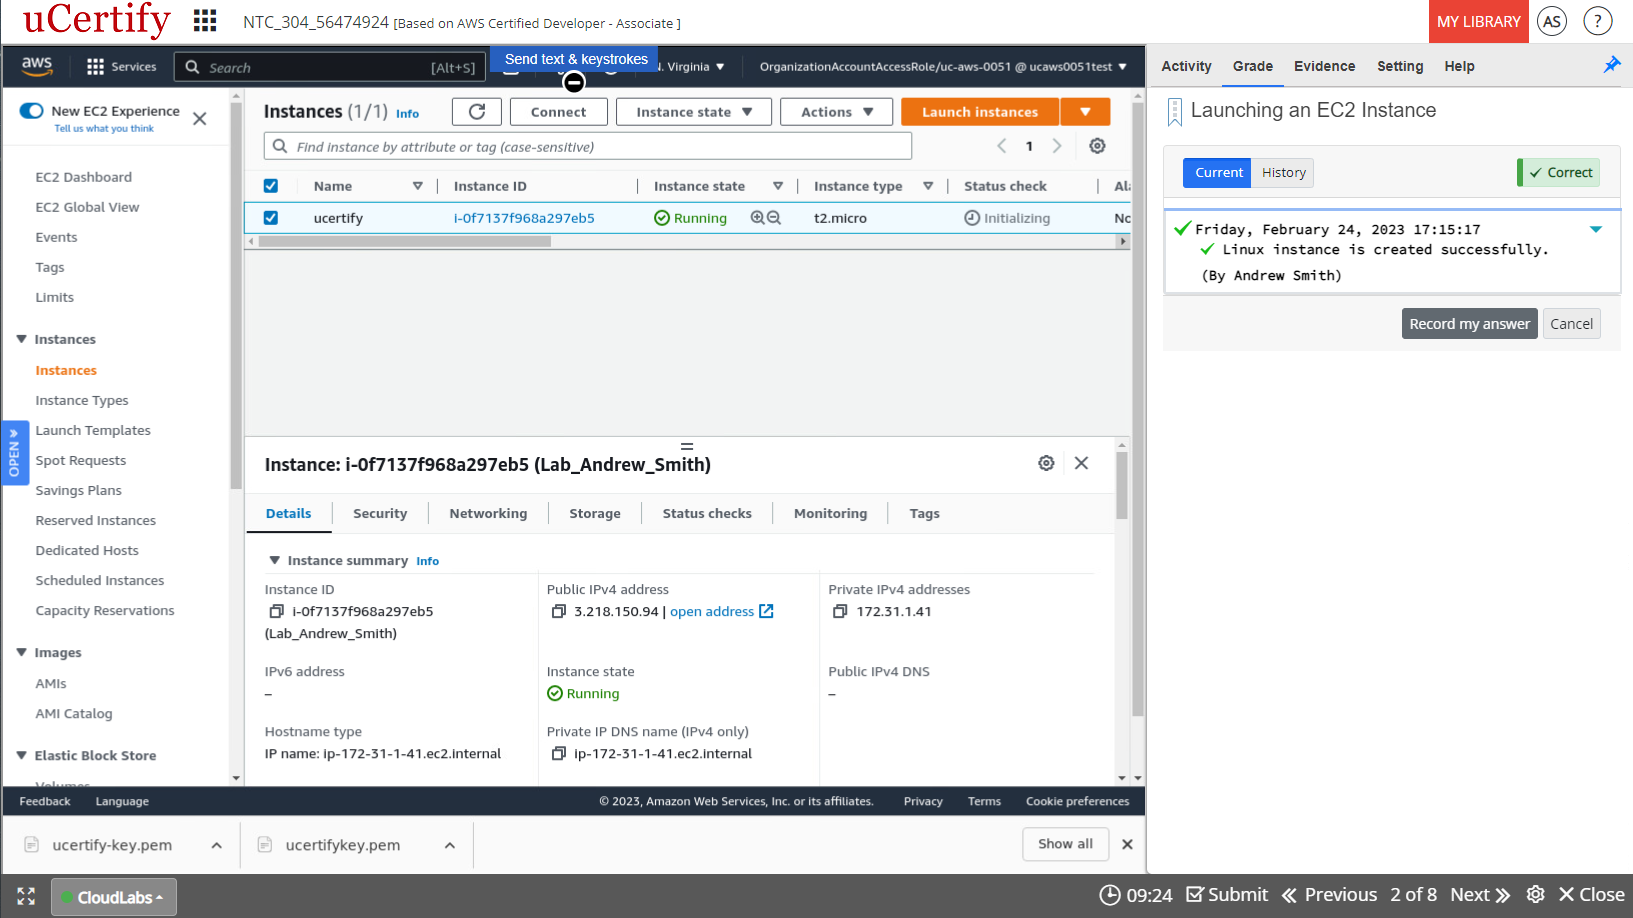 uCertify
NTC_304_56474924 [Based on AWS Certified Developer - Associate ]
MY LIBRARY
AS
?
aws
Services
Search
[Alt+S]
Send text & keystrokes
N. Virginia
OrganizationAccountAccessRole/uc-aws-0051 @ ucaws0051test
New EC2 Experience
Tell us what you think
EC2 Dashboard
EC2 Global View
Events
Tags
Limits
Instances
Instances
Instance Types
Launch Templates
Spot Requests
Savings Plans
Reserved Instances
Dedicated Hosts
Scheduled Instances
Capacity Reservations
Images
AMIs
AMI Catalog
Elastic Block Store
Volumes
OPEN
Instances (1/1) Info
Connect
Instance state
Actions
Launch instances
Find instance by attribute or tag (case-sensitive)
1
Name
Instance ID
Instance state
Instance type
Status check
Ala
ucertify
i-0f7137f968a297eb5
Running
t2.micro
Initializing
No
Instance: i-0f7137f968a297eb5 (Lab_Andrew_Smith)
Details
Security
Networking
Storage
Status checks
Monitoring
Tags
Instance summary Info
Instance ID
i-0f7137f968a297eb5
(Lab_Andrew_Smith)
Public IPv4 address
3.218.150.94 | open address
Private IPv4 addresses
172.31.1.41
IPv6 address
–
Instance state
Running
Public IPv4 DNS
–
Hostname type
IP name: ip-172-31-1-41.ec2.internal
Private IP DNS name (IPv4 only)
ip-172-31-1-41.ec2.internal
Feedback
Language
© 2023, Amazon Web Services, Inc. or its affiliates.
Privacy
Terms
Cookie preferences
ucertify-key.pem
ucertifykey.pem
Show all
Activity
Grade
Evidence
Setting
Help
Launching an EC2 Instance
Current
History
Correct
Friday, February 24, 2023 17:15:17
Linux instance is created successfully.
(By Andrew Smith)
Record my answer
Cancel
CloudLabs
09:24
Submit
Previous
2 of 8
Next
Close